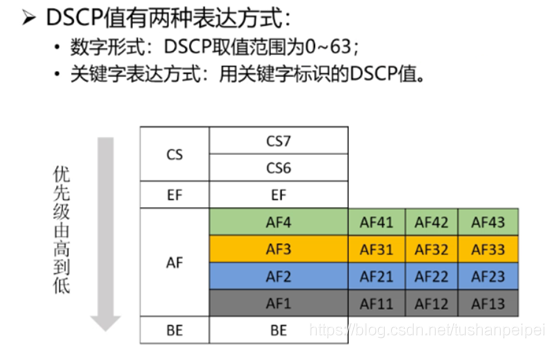 ➢ DSCP值有两种表达方式：
• 数字形式：DSCP取值范围为0~63；
• 关键字表达方式：用关键字标识的DSCP值。
优先级由高到低
CS CS7
CS6
EF EF
AF AF4 AF41 AF42 AF43
AF3 AF31 AF32 AF33
AF2 AF21 AF22 AF23
AF1 AF11 AF12 AF13
BE BE
https://blog.csdn.net/tushanpeipei